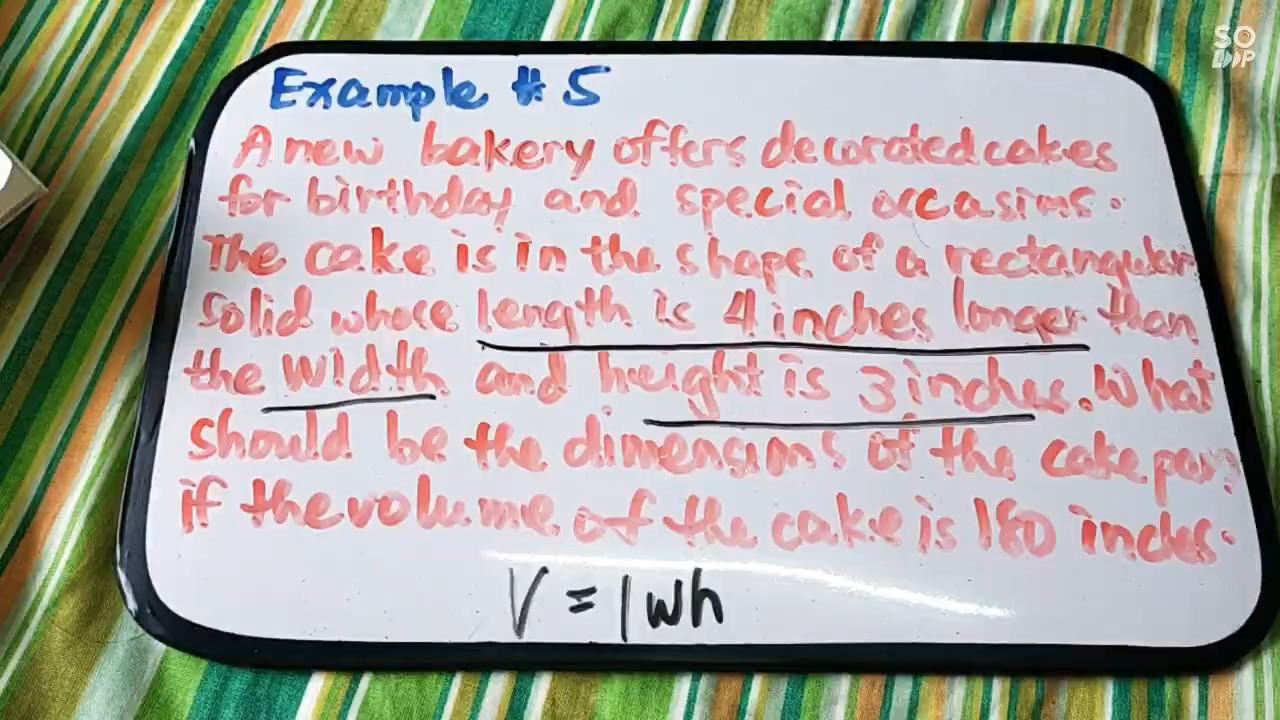 SO
LDP
Example # 5
A new bakery offers decorated cakes
for birthday and special occasions.
The cake is in the shape of a rectangular
solid whose length is 4 inches longer than
the width and height is 3 inches. What
should be the dimensions of the cake pan
if the volume of the cake is 180 inches.
V = lwh